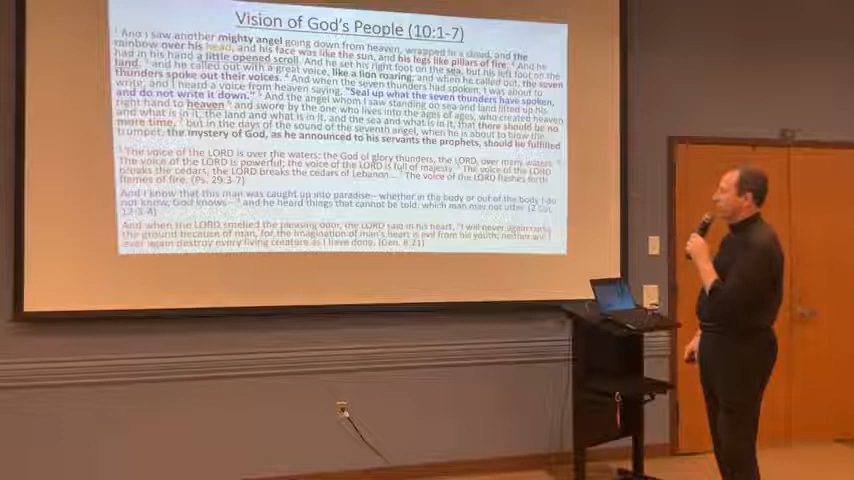 Vision of God's People (10:1-7)
1 And I saw another mighty angel going down from heaven, wrapped in a cloud, and the
rainbow over his head, and his face was like the sun, and his legs like pillars of fire. 2 And he
had in his hand a little opened scroll. And he set his right foot on the sea, but his left foot on the
land. 3 and he called out with a great voice, like a lion roaring; and when he called out, the seven
thunders spoke out their voices. 4 And when the seven thunders had spoken, I was about to
write, and I heard a voice from heaven saying, "Seal up what the seven thunders have spoken,
and do not write it down." 5 And the angel whom I saw standing on sea and land lifted up his
right hand to heaven 6 and swore by the one who lives into the ages of ages, who created heaven
and what is in it, the land and what is in it, and the sea and what is in it, that there should be no
more time, 7 but in the days of the sound of the seventh angel, when he is about to blow the
trumpet, the mystery of God, as he announced to his servants the prophets, should be fulfilled
The voice of the LORD is over the waters; the God of glory thunders, the LORD, over many waters.
The voice of the LORD is powerful; the voice of the LORD is full of majesty. The voice of the LORD
breaks the cedars, the LORD breaks the cedars of Lebanon... The voice of the LORD flashes forth
flames of fire. (Ps. 29:3-7)
And I know that this man was caught up into paradise-- whether in the body or out of the body I do
not know, God knows-- 4 and he heard things that cannot be told, which man may not utter (2 Cor.
12:3-4)
And when the LORD smelled the pleasing odor, the LORD said in his heart, "I will never again curse
the ground because of man, for the imagination of man's heart is evil from his youth; neither will I
ever again destroy every living creature as I have done. (Gen. 8:21)